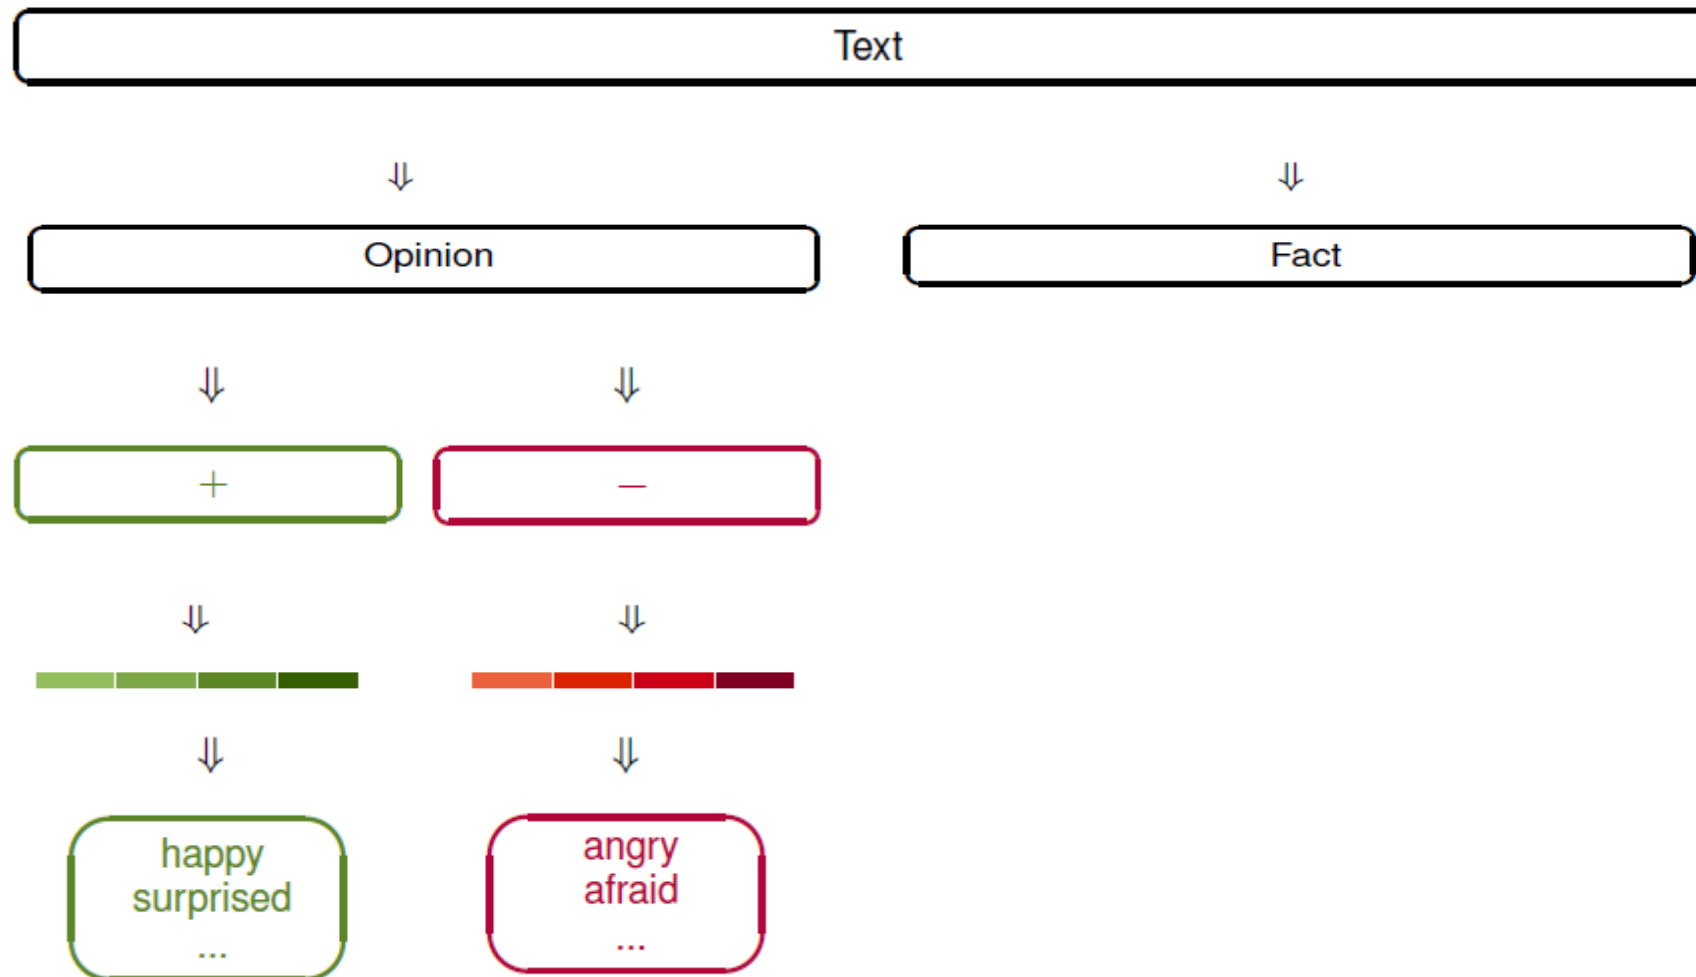 Text
Opinion
Fact
+
−
happy
surprised
...
angry
afraid
...